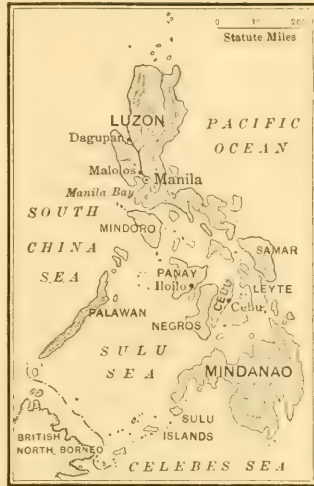 0 10 200
Statute Miles
LUZON
PACIFIC
OCEAN
Dagupan
Malolos
Manila
Manila Bay
SOUTH
CHINA
SEA
MINDORO
SAMAR
PANAY
Iloilo
CEBU
LEYTE
Cebu
PALAWAN
NEGROS
SULU
SEA
MINDANAO
SULU
ISLANDS
BRITISH
NORTH BORNEO
CELEBES SEA